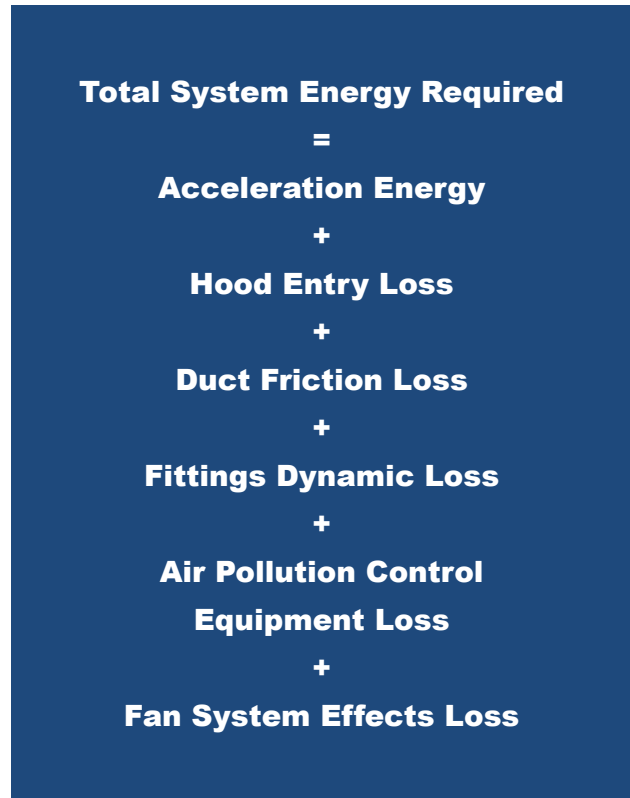 Total System Energy Required
=
Acceleration Energy
+
Hood Entry Loss
+
Duct Friction Loss
+
Fittings Dynamic Loss
+
Air Pollution Control
Equipment Loss
+
Fan System Effects Loss